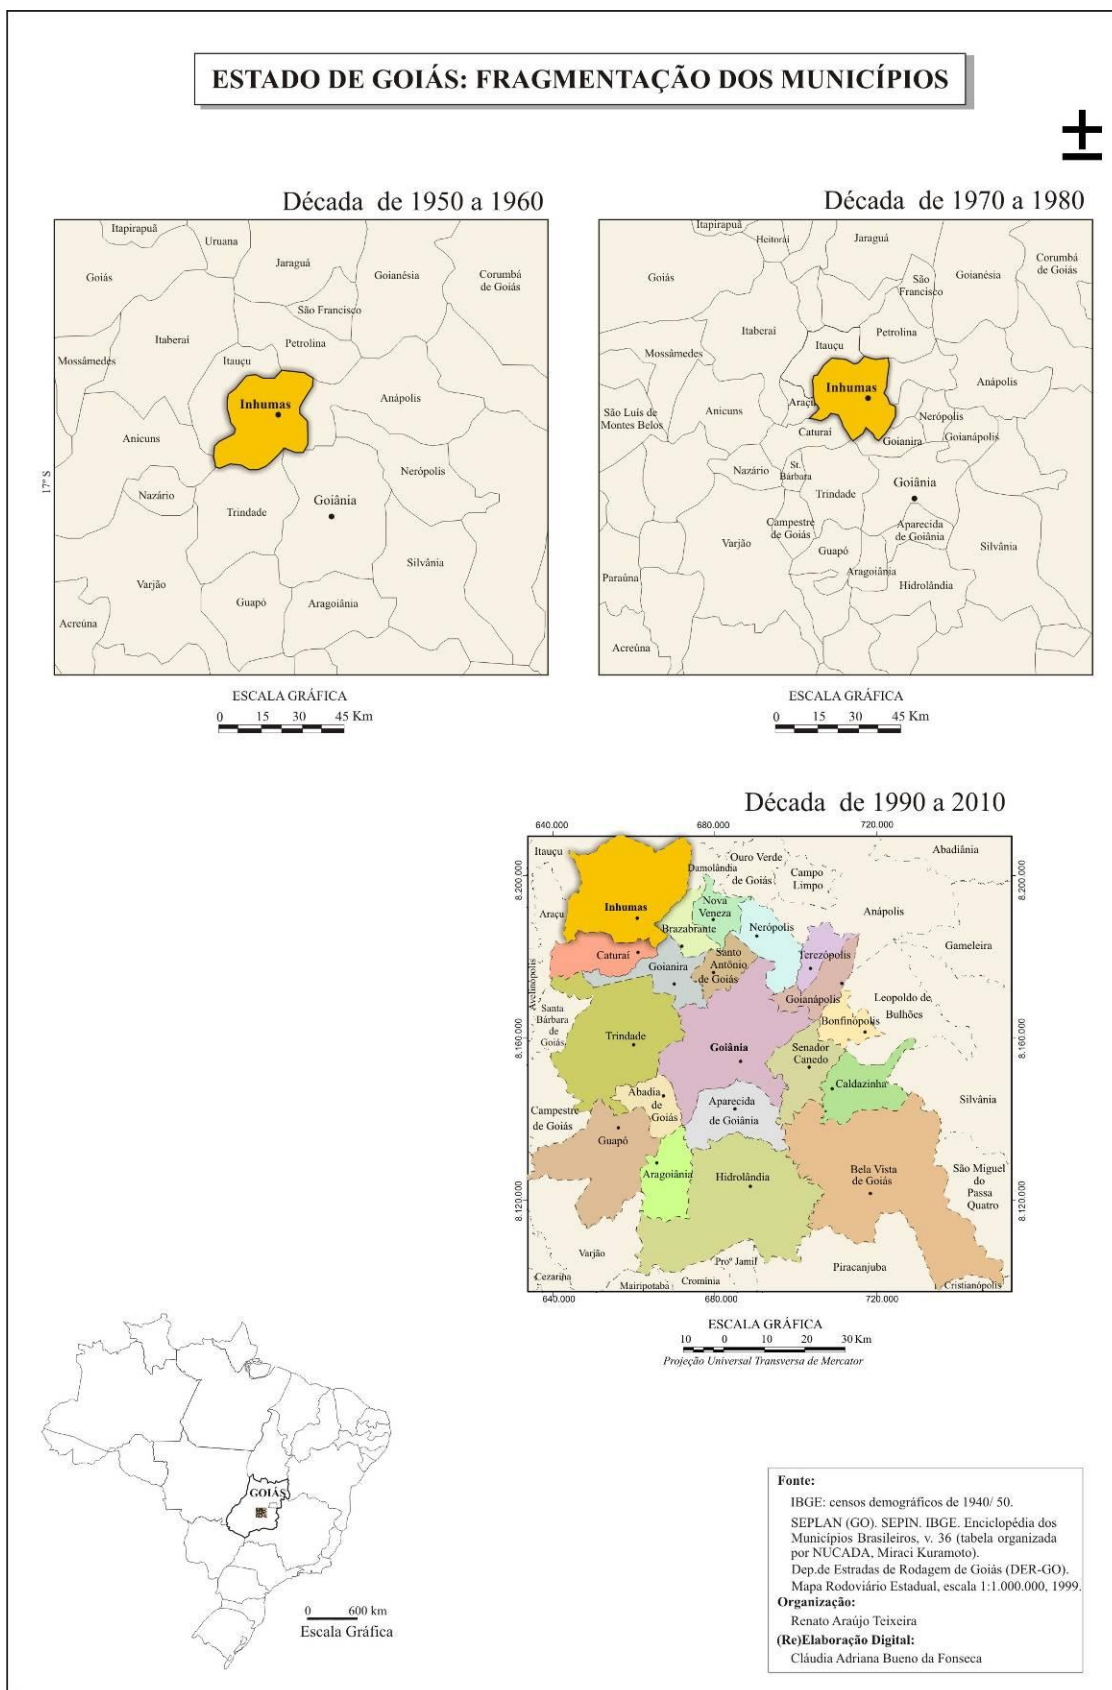 ESTADO DE GOIÁS: FRAGMENTAÇÃO DOS MUNICÍPIOS
±
Década de 1950 a 1960
Itapirapuã
Uruana
Goiás
Jaraguá
Goianésia
Corumbá
de Goiás
São Francisco
Itaberaí
Petrolina
Mossâmedes
Itauçu
Inhumas
Anápolis
Anicuns
17º S
Nazário
Nerópolis
Goiânia
Trindade
Silvânia
Varjão
Guapó
Aragoiânia
Acreúna
ESCALA GRÁFICA
0 15 30 45 Km
Década de 1970 a 1980
Itapirapuã
Heitoraí
Jaraguá
Goiás
Goianésia
Corumbá
de Goiás
São
Francisco
Itaberaí
Petrolina
Itauçu
Mossâmedes
Inhumas
Anápolis
Araçu
São Luís de
Montes Belos
Anicuns
Nerópolis
Caturaí
Goianira
Goianápolis
Nazário
St.
Bárbara
Trindade
Goiânia
Campestre
de Goiás
Aparecida
de Goiânia
Varjão
Guapó
Silvânia
Paraúna
Aragoiânia
Hidrolândia
Acreúna
ESCALA GRÁFICA
0 15 30 45 Km
Década de 1990 a 2010
640.000 680.000 720.000
8.200.000
8.160.000
8.120.000
Itauçu
Abadiânia
Ouro Verde
de Goiás
Damolândia
Campo
Limpo
Inhumas
Nova
Veneza
Araçu
Anápolis
Brazabrante
Nerópolis
Gameleira
Caturaí
Goianira
Santo
Antônio
de Goiás
Terezópolis
Avelinópolis
Goianápolis
Leopoldo de
Bulhões
Santa
Bárbara
de
Goiás
Bonfinópolis
Trindade
Goiânia
Senador
Canedo
Caldazinha
Abadia
de
Goiás
Aparecida
de Goiânia
Silvânia
Campestre
de Goiás
Guapó
Aragoiânia
Hidrolândia
Bela Vista
de Goiás
São Miguel
do
Passa
Quatro
Varjão
Profº Jamil
Piracanjuba
Cezarina
Mairipotaba
Cromínia
Cristianópolis
8.200.000
8.160.000
8.120.000
640.000 680.000 720.000
ESCALA GRÁFICA
10 0 10 20 30 Km
Projeção Universal Transversa de Mercator
GOIÁS
0 600 km
Escala Gráfica
Fonte:
IBGE: censos demográficos de 1940/ 50.
SEPLAN (GO). SEPIN. IBGE. Enciclopédia dos
Municípios Brasileiros, v. 36 (tabela organizada
por NUCADA, Miraci Kuramoto).
Dep.de Estradas de Rodagem de Goiás (DER-GO).
Mapa Rodoviário Estadual, escala 1:1.000.000, 1999.
Organização:
Renato Araújo Teixeira
(Re)Elaboração Digital:
Cláudia Adriana Bueno da Fonseca